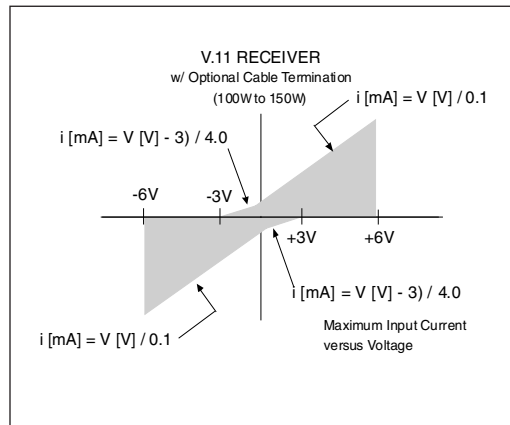 V.11 RECEIVER
w/ Optional Cable Termination
(100W to 150W)
i [mA] = V [V] / 0.1
i [mA] = V [V] - 3) / 4.0
-6V
-3V
+3V
+6V
i [mA] = V [V] - 3) / 4.0
i [mA] = V [V] / 0.1
Maximum Input Current
versus Voltage